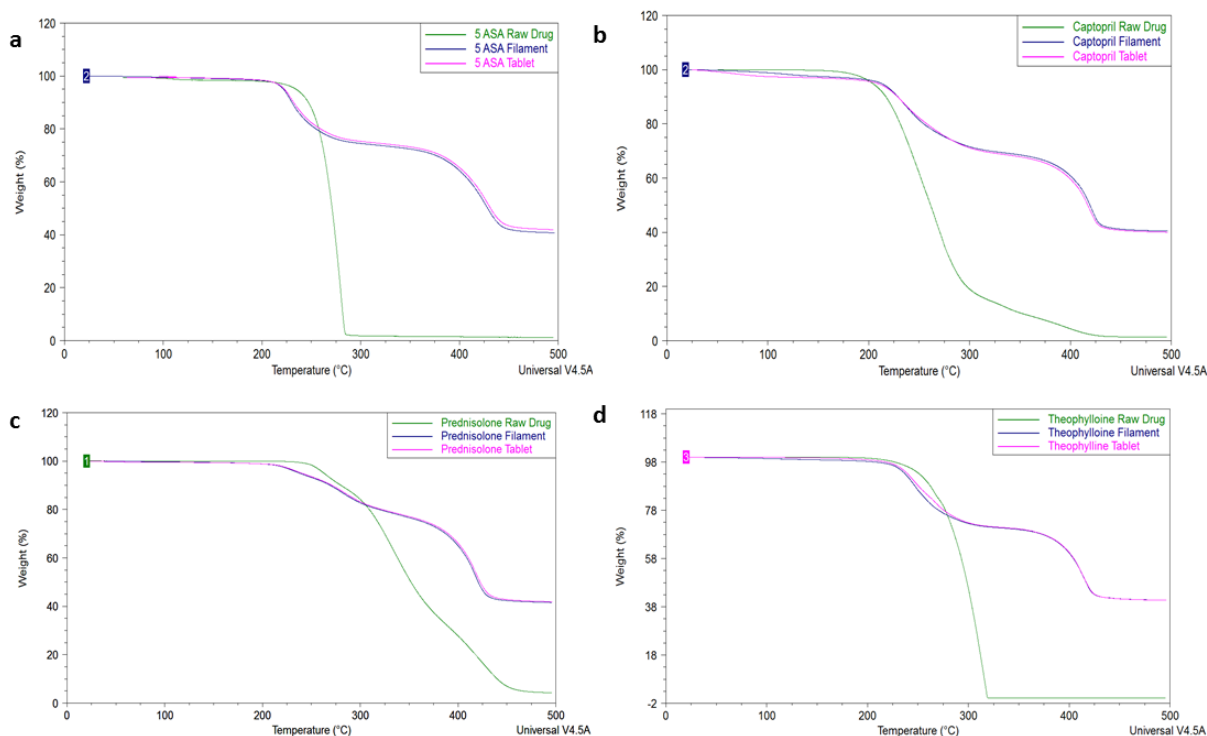 a
120
100
80
60
40
20
0
Weight (%)
5 ASA Raw Drug
5 ASA Filament
5 ASA Tablet
2
0 100 200 300 400 500
Temperature (°C)
Universal V4.5A
b
120
100
80
60
40
20
0
Weight (%)
Captopril Raw Drug
Captopril Filament
Captopril Tablet
2
0 100 200 300 400 500
Temperature (°C)
Universal V4.5A
c
120
100
80
60
40
20
0
Weight (%)
Prednisolone Raw Drug
Prednisolone Filament
Prednisolone Tablet
1
0 100 200 300 400 500
Temperature (°C)
Universal V4.5A
d
118
98
78
58
38
18
-2
Weight (%)
Theophylloine Raw Drug
Theophylloine Filament
Theophylline Tablet
3
0 100 200 300 400 500
Temperature (°C)
Universal V4.5A